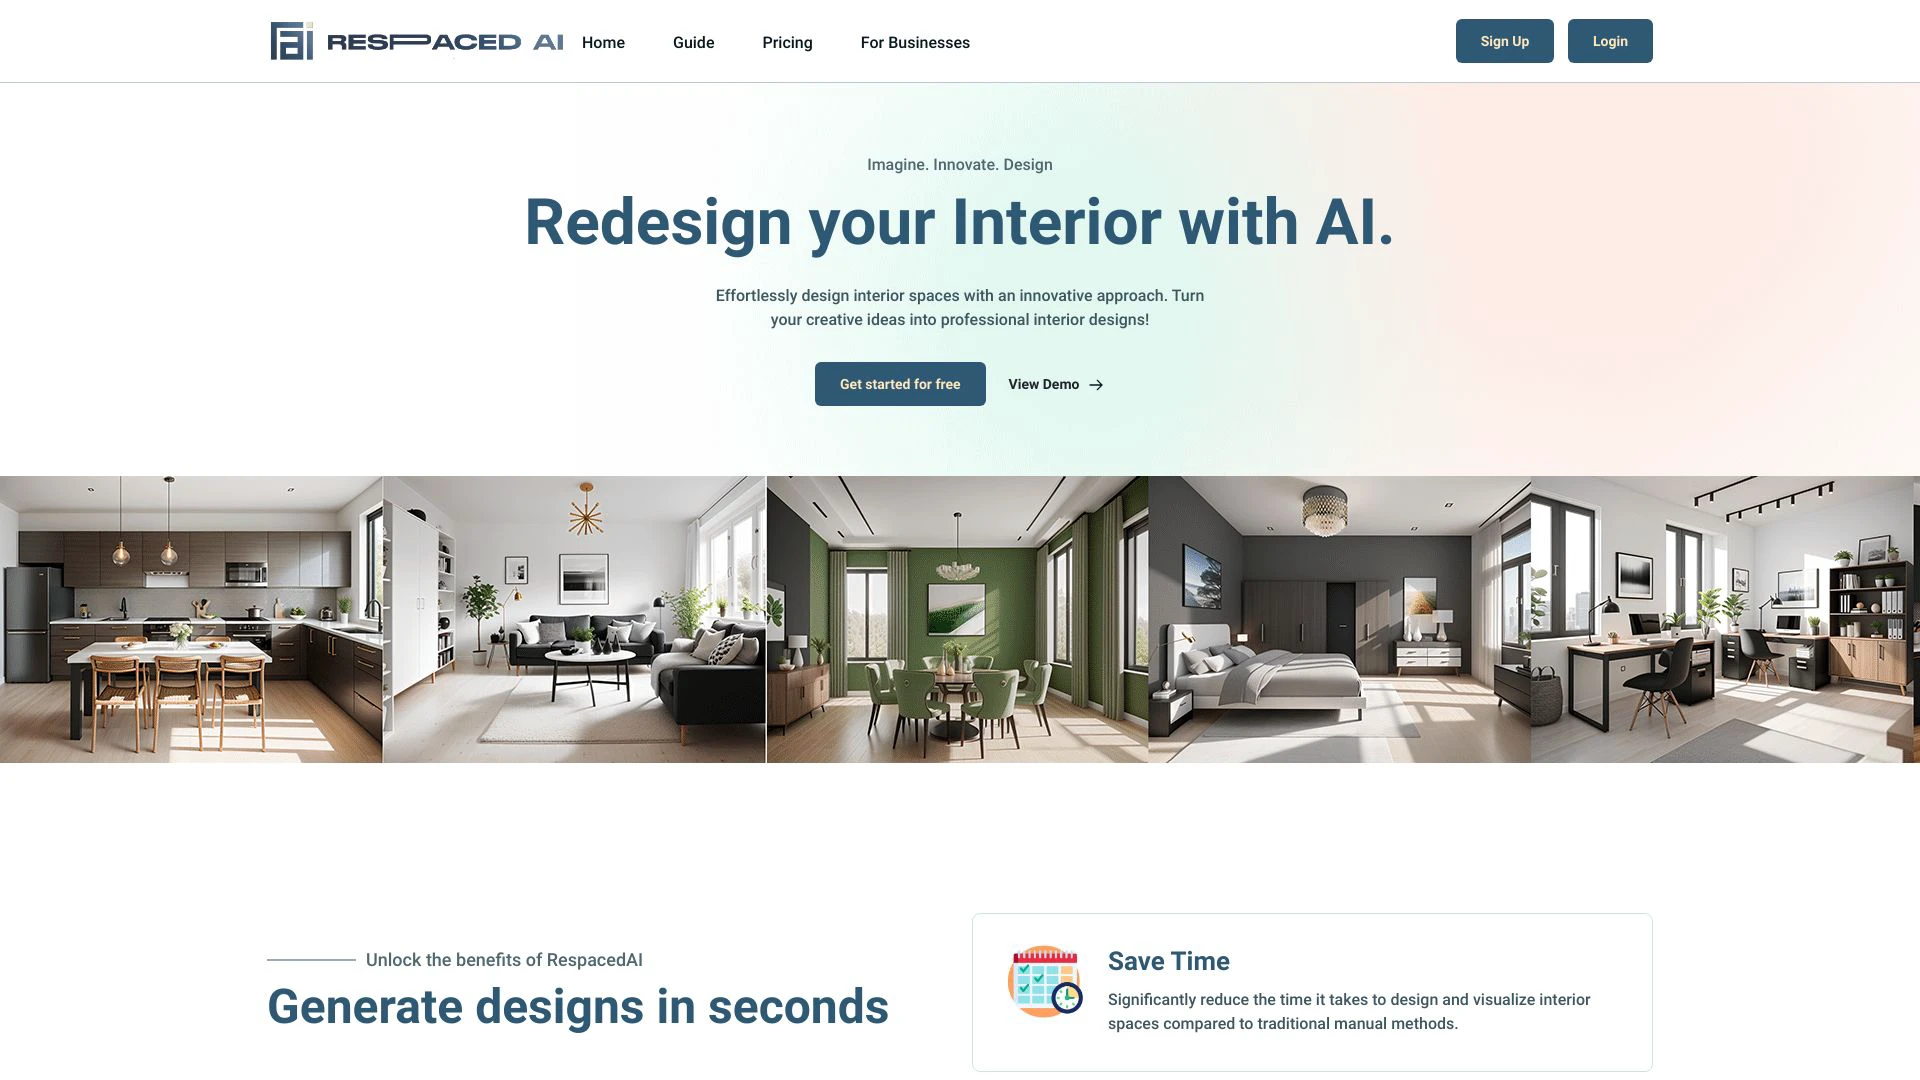 RESPACED AI
Home
Guide
Pricing
For Businesses
Sign Up
Login
Imagine. Innovate. Design
Redesign your Interior with AI.
Effortlessly design interior spaces with an innovative approach. Turn
your creative ideas into professional interior designs!
Get started for free
View Demo
Unlock the benefits of RespacedAI
Generate designs in seconds
Save Time
Significantly reduce the time it takes to design and visualize interior
spaces compared to traditional manual methods.